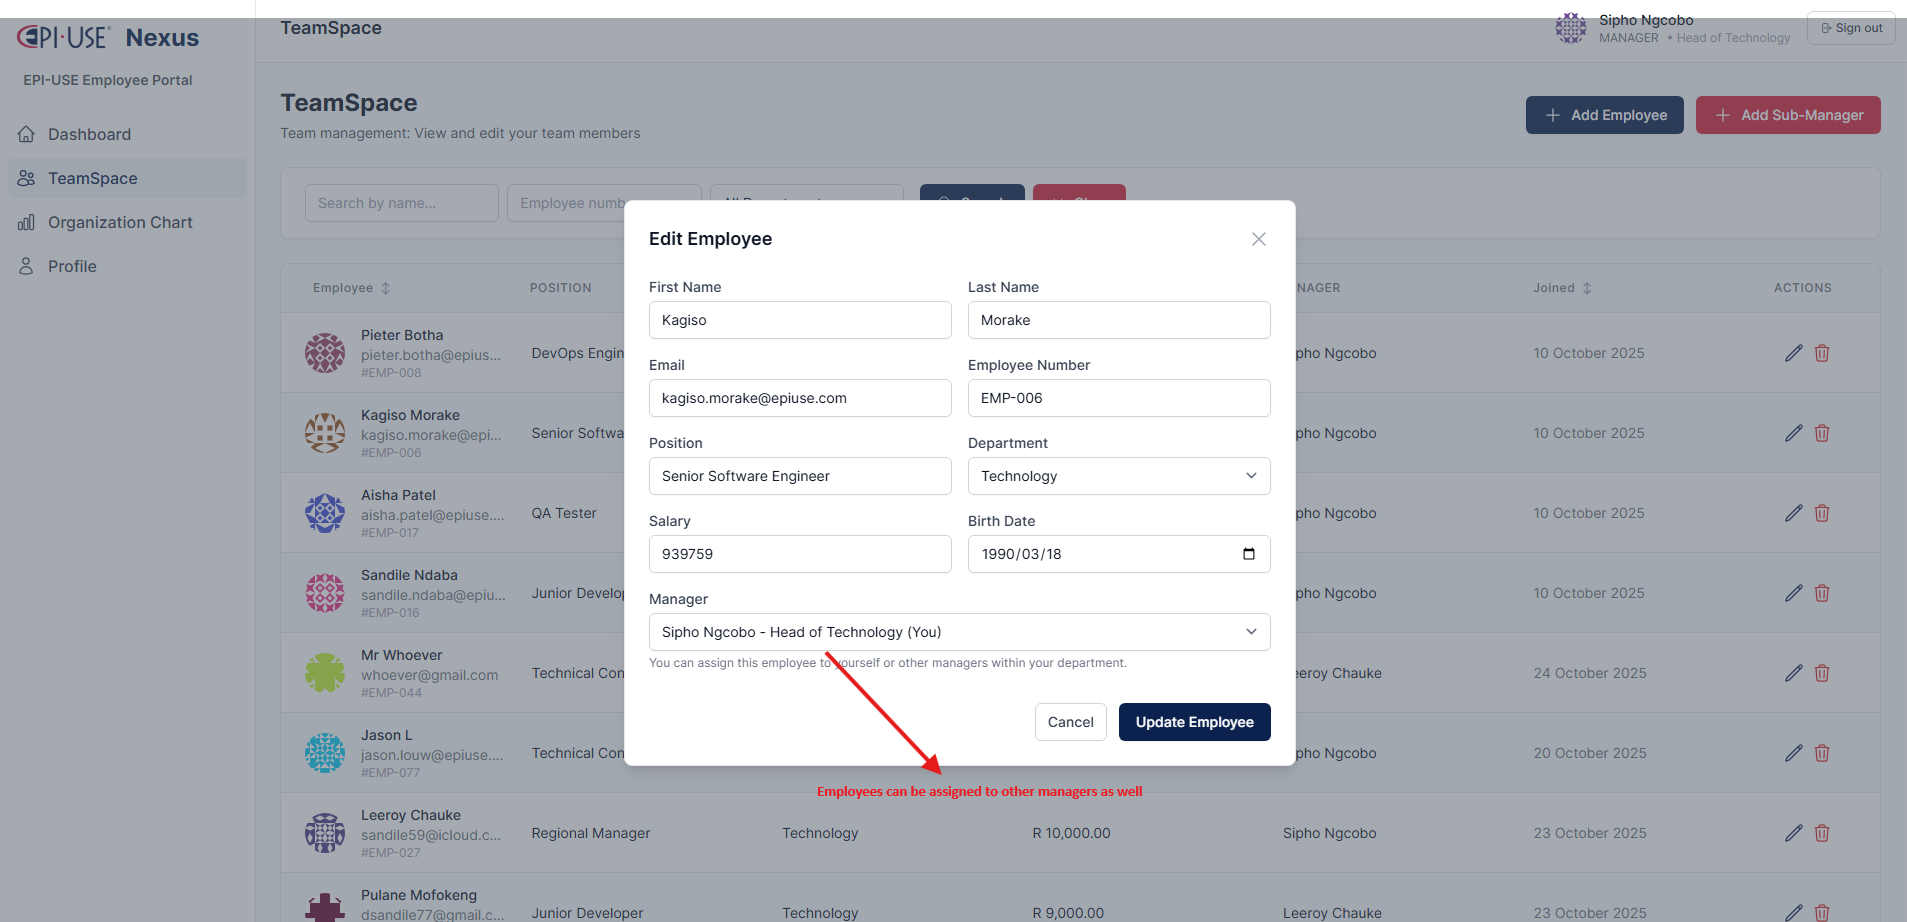 EPI-USE Nexus
EPI-USE Employee Portal
Dashboard
TeamSpace
Organization Chart
Profile
TeamSpace
Sipho Ngcobo
MANAGER • Head of Technology
Sign out
TeamSpace
Team management: View and edit your team members
Add Employee
Add Sub-Manager
Search by name...
Employee numb
Employee
POSITION
NAGER
Joined
ACTIONS
Pieter Botha
pieter.botha@epius...
#EMP-008
DevOps Engin
pho Ngcobo
10 October 2025
Kagiso Morake
kagiso.morake@epi...
#EMP-006
Senior Softwa
pho Ngcobo
10 October 2025
Aisha Patel
aisha.patel@epiuse....
#EMP-017
QA Tester
pho Ngcobo
10 October 2025
Sandile Ndaba
sandile.ndaba@epiu...
#EMP-016
Junior Develop
pho Ngcobo
10 October 2025
Mr Whoever
whoever@gmail.com
#EMP-044
Technical Con
eeroy Chauke
24 October 2025
Jason L
jason.louw@epiuse....
#EMP-077
Technical Con
pho Ngcobo
20 October 2025
Leeroy Chauke
sandile59@icloud.c...
#EMP-027
Regional Manager
Technology
R 10,000.00
Sipho Ngcobo
23 October 2025
Pulane Mofokeng
dsandile77@gmail.c...
Junior Developer
Technology
R 9,000.00
Leeroy Chauke
23 October 2025
Edit Employee
First Name
Kagiso
Last Name
Morake
Email
kagiso.morake@epiuse.com
Employee Number
EMP-006
Position
Senior Software Engineer
Department
Technology
Salary
939759
Birth Date
1990/03/18
Manager
Sipho Ngcobo - Head of Technology (You)
You can assign this employee to yourself or other managers within your department.
Cancel
Update Employee
Employees can be assigned to other managers as well